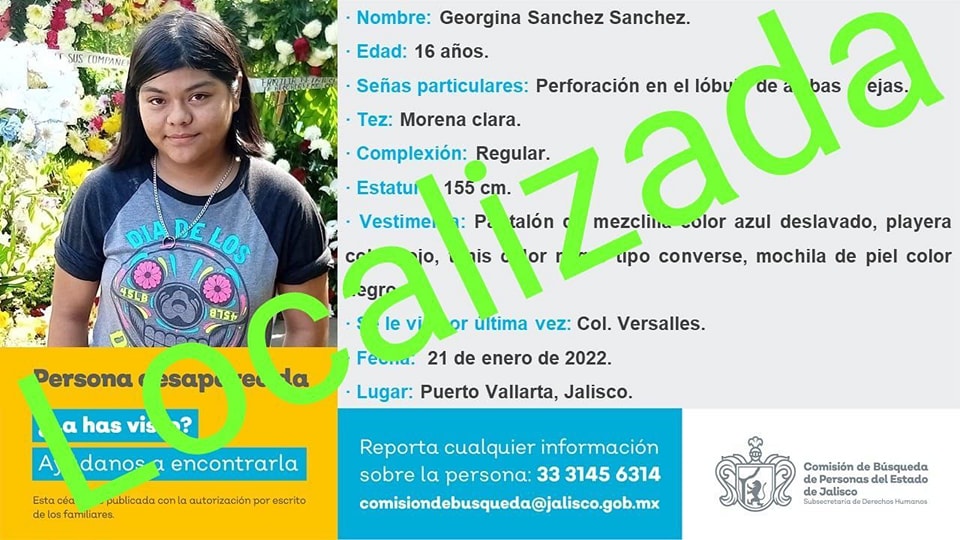 · Nombre: Georgina Sanchez Sanchez.
· Edad: 16 años.
· Señas particulares: Perforación en el lóbulo de ambas orejas.
· Tez: Morena clara.
· Complexión: Regular.
· Estatura: 155 cm.
· Vestimenta: Pantalón de mezclilla color azul deslavado, playera
color rojo, tenis color negro tipo converse, mochila de piel color
negro.
· Se le vio por última vez: Col. Versalles.
· Fecha: 21 de enero de 2022.
· Lugar: Puerto Vallarta, Jalisco.
Localizada
DIA DE LOS
45LB
45LB
Persona desaparecida
¿La has visto?
Ayúdanos a encontrarla
Esta cédula es publicada con la autorización por escrito
de los familiares.
Reporta cualquier información
sobre la persona: 33 3145 6314
comisiondebusqueda@jalisco.gob.mx
Comisión de Búsqueda
de Personas del Estado
de Jalisco
Subsecretaría de Derechos Humanos